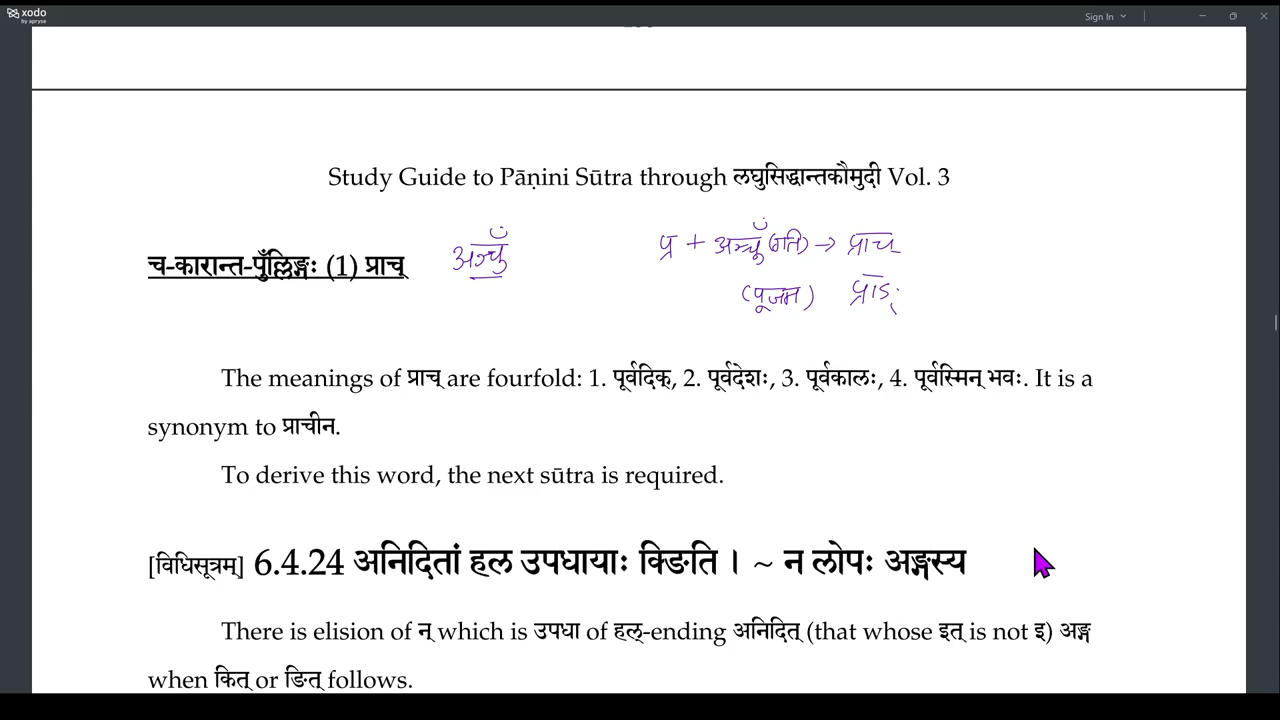 xodo
by apryse
Sign In
Study Guide to Pāṇini Sūtra through लघुसिद्धान्तकौमुदी Vol. 3
च-कारान्त-पुँल्लिङ्गः (1) प्राच् अञ्चुँ प्र + अञ्चुँ (गति) → प्राच
(पूजन) प्राङ्
The meanings of प्राच् are fourfold: 1. पूर्वदिक्, 2. पूर्वदेशः, 3. पूर्वकालः, 4. पूर्वस्मिन् भवः. It is a
synonym to प्राचीन.
To derive this word, the next sūtra is required.
[विधिसूत्रम्] 6.4.24 अनिदितां हल उपधायाः क्ङिति । ~ न लोपः अङ्गस्य
There is elision of न् which is उपधा of हल्-ending अनिदित् (that whose इत् is not इ) अङ्ग
when कित् or ङित् follows.